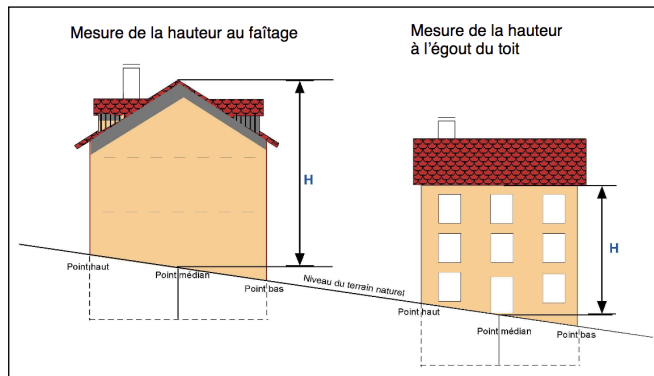 Mesure de la hauteur au faîtage
Mesure de la hauteur
à l'égout du toit
H
H
Point haut
Point médian
Point bas
Niveau du terrain naturel
Point haut
Point médian
Point bas